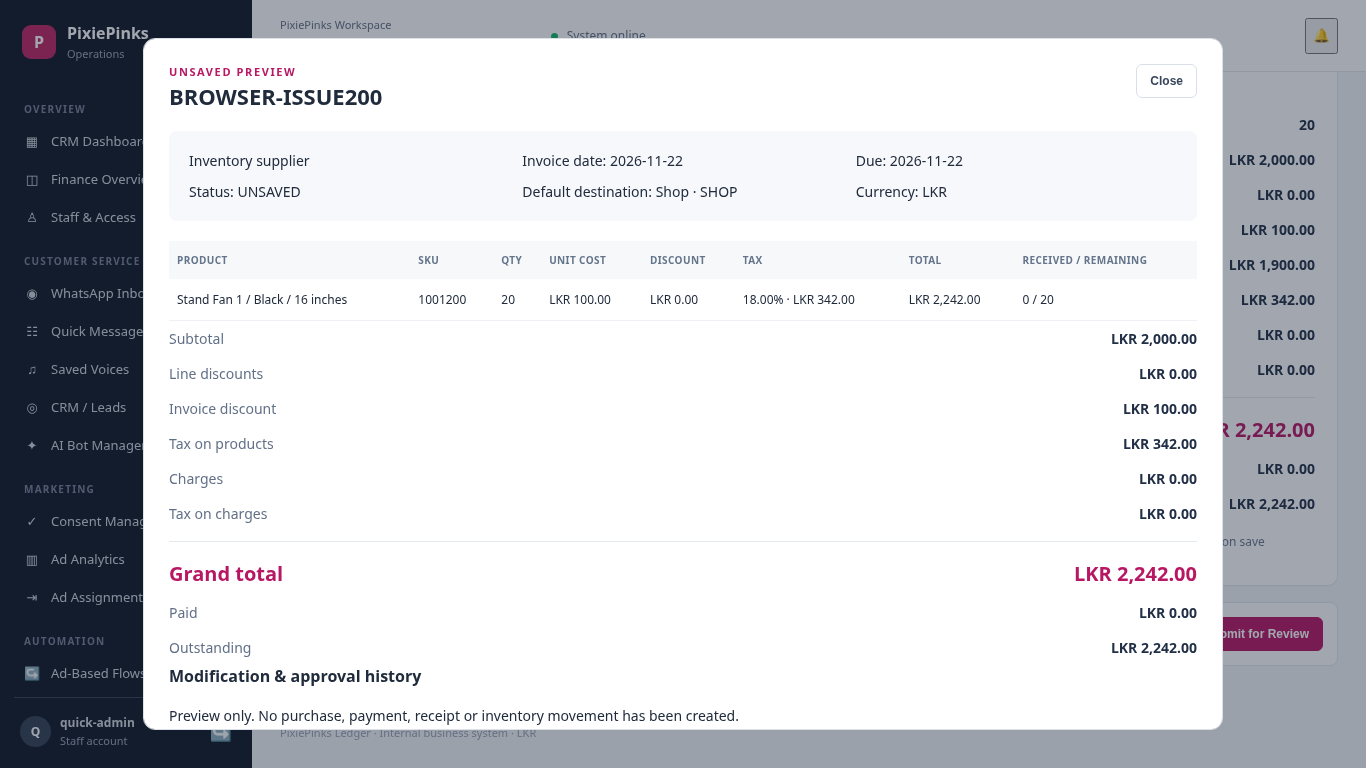 P
PixiePinks
Operations
OVERVIEW
CRM Dashboar
Finance Overvi
Staff & Access
CUSTOMER SERVICE
WhatsApp Inbo
Quick Message
Saved Voices
CRM / Leads
AI Bot Manager
MARKETING
Consent Manag
Ad Analytics
Ad Assignment
AUTOMATION
Ad-Based Flows
Q
quick-admin
Staff account
PixiePinks Workspace
System online
UNSAVED PREVIEW
BROWSER-ISSUE200
Close
Inventory supplier
Invoice date: 2026-11-22
Due: 2026-11-22
Status: UNSAVED
Default destination: Shop · SHOP
Currency: LKR
PRODUCT SKU QTY UNIT COST DISCOUNT TAX TOTAL RECEIVED / REMAINING
Stand Fan 1 / Black / 16 inches 1001200 20 LKR 100.00 LKR 0.00 18.00% · LKR 342.00 LKR 2,242.00 0 / 20
Subtotal LKR 2,000.00
Line discounts LKR 0.00
Invoice discount LKR 100.00
Tax on products LKR 342.00
Charges LKR 0.00
Tax on charges LKR 0.00
Grand total LKR 2,242.00
Paid LKR 0.00
Outstanding LKR 2,242.00
Modification & approval history
Preview only. No purchase, payment, receipt or inventory movement has been created.
20
LKR 2,000.00
LKR 0.00
LKR 100.00
LKR 1,900.00
LKR 342.00
LKR 0.00
LKR 0.00
R 2,242.00
LKR 0.00
LKR 2,242.00
on save
bmit for Review
PixiePinks Ledger · Internal business system · LKR